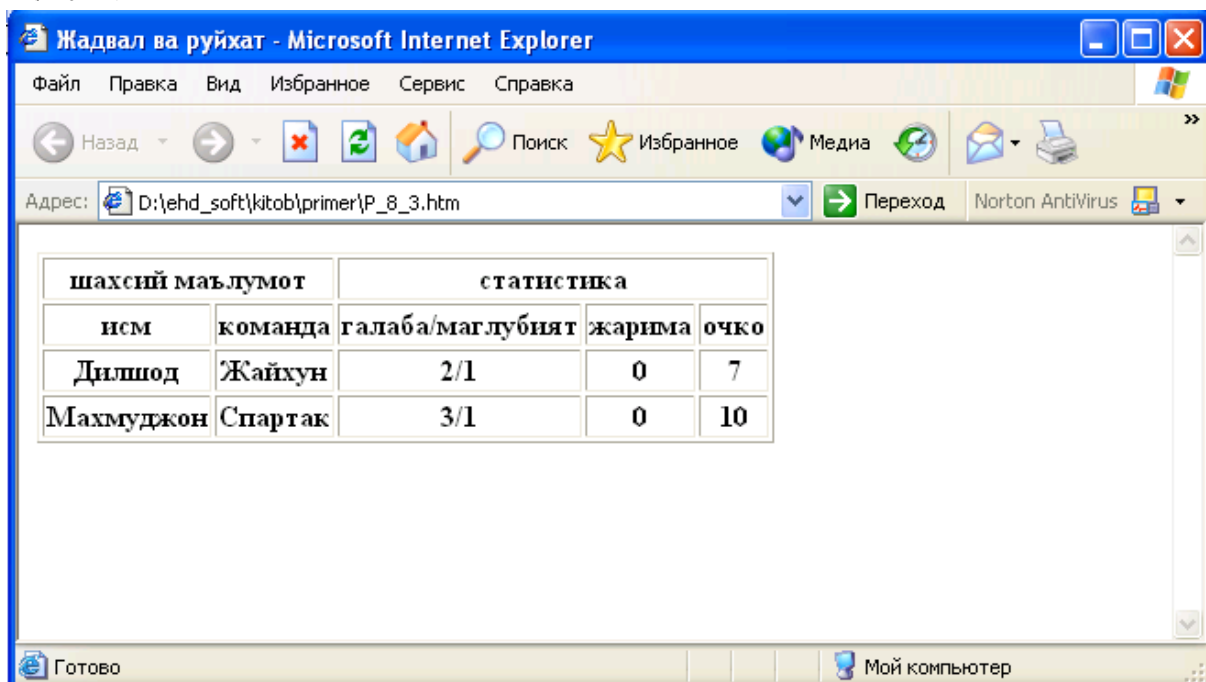 Жадвал ва руйхат - Microsoft Internet Explorer
Файл Правка Вид Избранное Сервис Справка
Назад Поиск Избранное Медиа »
Адрес: D:\ehd_soft\kitob\primer\P_8_3.htm Переход Norton AntiVirus
шахсий маълумот статистика
исм команда галаба/маглубият жарима очко
Дилшод Жайхун 2/1 0 7
Махмуджон Спартак 3/1 0 10
Готово Мой компьютер